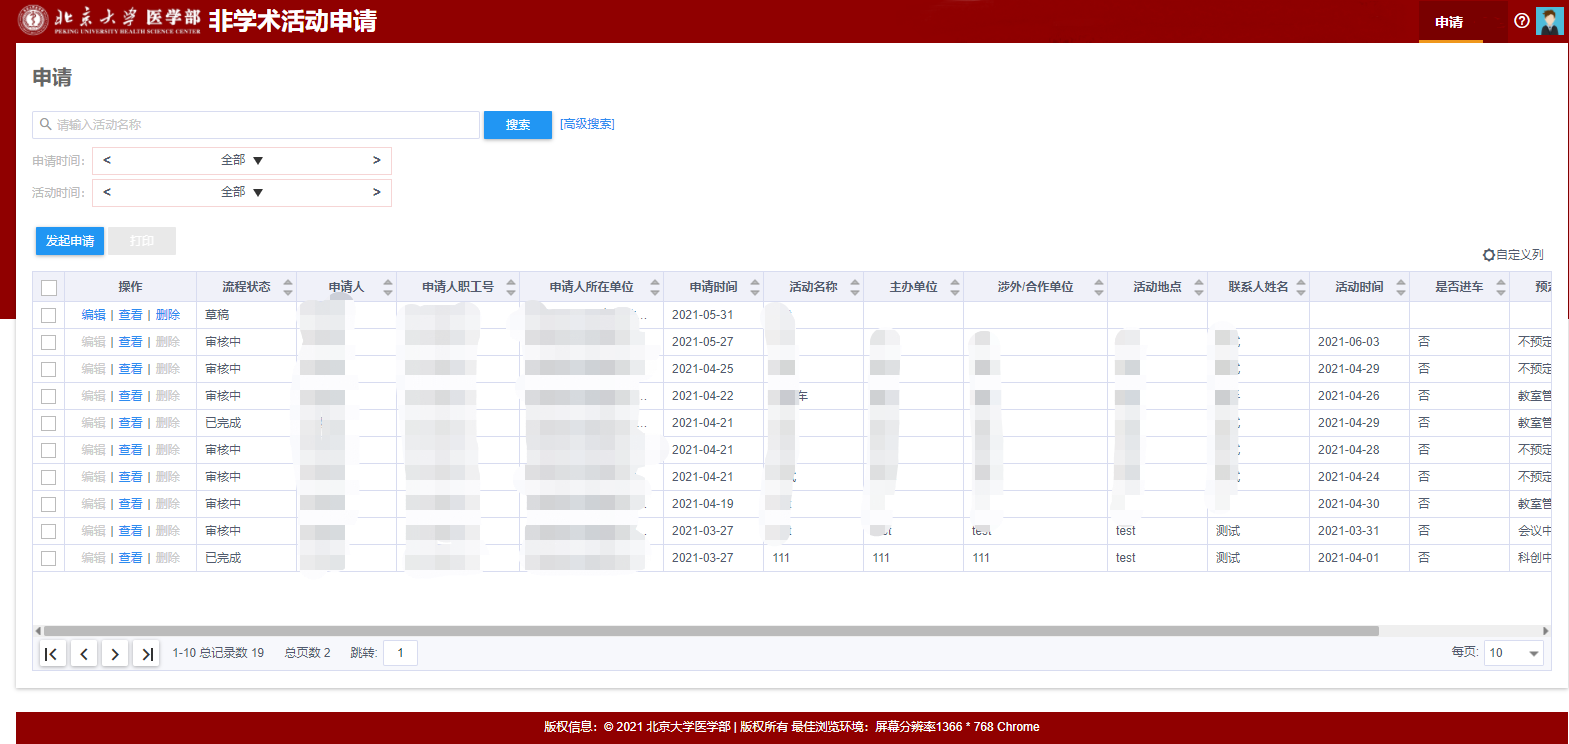 北京大学医学部 非学术活动申请 申请
PEKING UNIVERSITY HEALTH SCIENCE CENTER
申请
请输入活动名称 搜索 [高级搜索]
申请时间: < 全部 ▼ >
活动时间: < 全部 ▼ >
发起申请 打印
自定义列
操作 流程状态 申请人 申请人职工号 申请人所在单位 申请时间 活动名称 主办单位 涉外/合作单位 活动地点 联系人姓名 活动时间 是否进车
编辑 | 查看 | 删除 草稿 .. 2021-05-31
编辑 | 查看 | 删除 审核中 2021-05-27 2021-06-03 否 不预定
编辑 | 查看 | 删除 审核中 2021-04-25 2021-04-29 否 不预定
编辑 | 查看 | 删除 审核中 .. 2021-04-22 车 2021-04-26 否 教室管
编辑 | 查看 | 删除 已完成 ... 2021-04-21 2021-04-29 否 教室管
编辑 | 查看 | 删除 审核中 2021-04-21 2021-04-28 否 不预定
编辑 | 查看 | 删除 审核中 2021-04-21 2021-04-24 否 不预定
编辑 | 查看 | 删除 审核中 2021-04-19 2021-04-30 否 教室管
编辑 | 查看 | 删除 审核中 2021-03-27 test test 测试 2021-03-31 否 会议中
编辑 | 查看 | 删除 已完成 2021-03-27 111 111 111 test 测试 2021-04-01 否 科创中
1-10 总记录数 19 总页数 2 跳转: 1 每页: 10
版权信息：© 2021 北京大学医学部 | 版权所有 最佳浏览环境：屏幕分辨率1366 * 768 Chrome